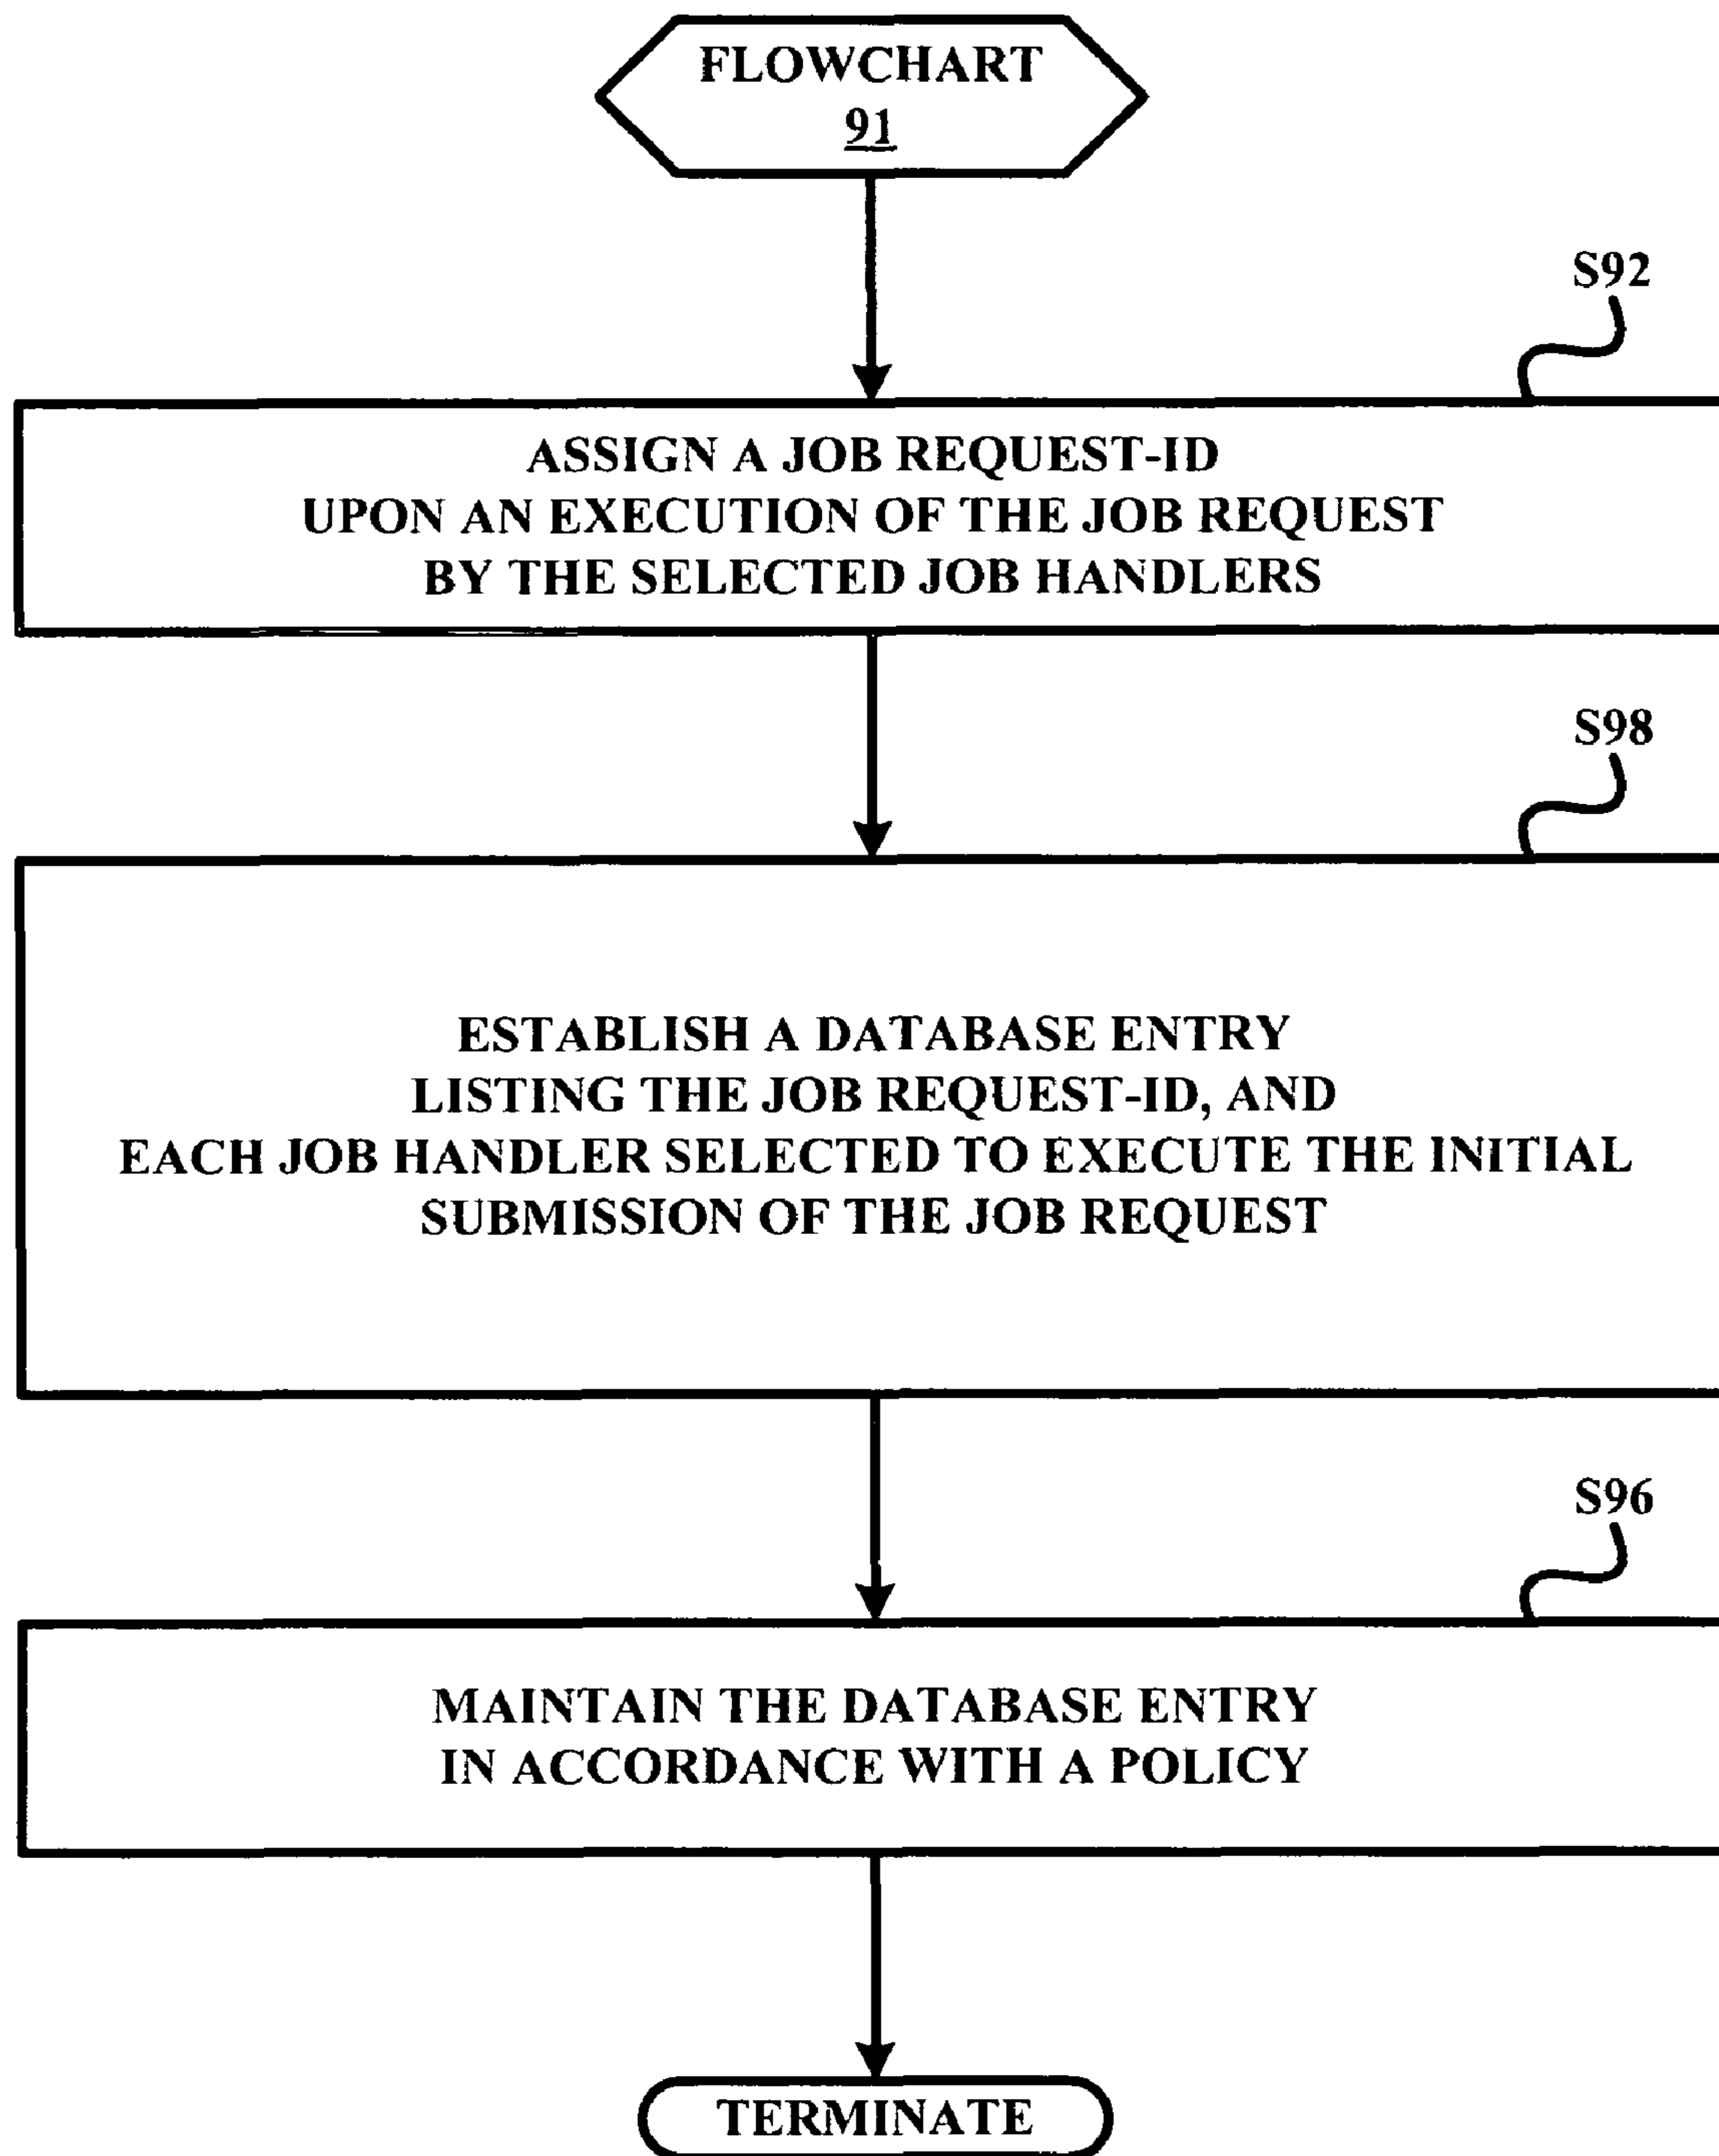 FLOWCHART
91
S92
ASSIGN A JOB REQUEST-ID
UPON AN EXECUTION OF THE JOB REQUEST
BY THE SELECTED JOB HANDLERS
S98
ESTABLISH A DATABASE ENTRY
LISTING THE JOB REQUEST-ID, AND
EACH JOB HANDLER SELECTED TO EXECUTE THE INITIAL
SUBMISSION OF THE JOB REQUEST
S96
MAINTAIN THE DATABASE ENTRY
IN ACCORDANCE WITH A POLICY
TERMINATE